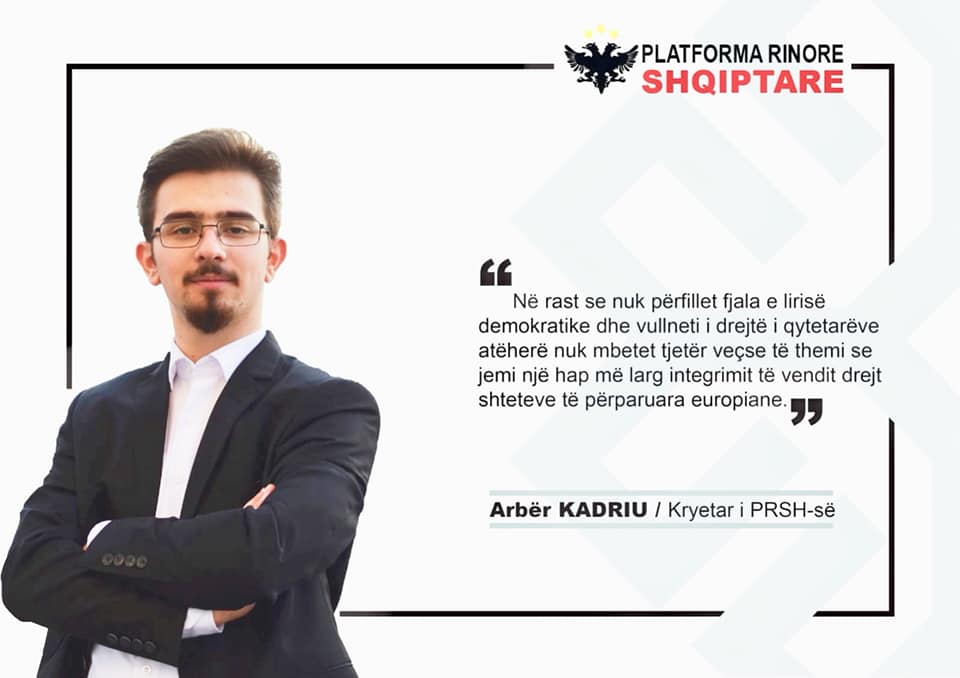 PLATFORMA RINORE
SHQIPTARE
“
Në rast se nuk përfillet fjala e lirisë
demokratike dhe vullneti i drejtë i qytetarëve
atëherë nuk mbetet tjetër veçse të themi se
jemi një hap më larg integrimit të vendit drejt
shteteve të përparuara europiane.”
Arbër KADRIU / Kryetar i PRSH-së